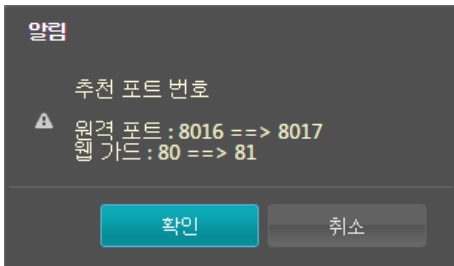 알림
추천 포트 번호
원격 포트 : 8016 ==> 8017
웹 가드 : 80 ==> 81
확인
취소